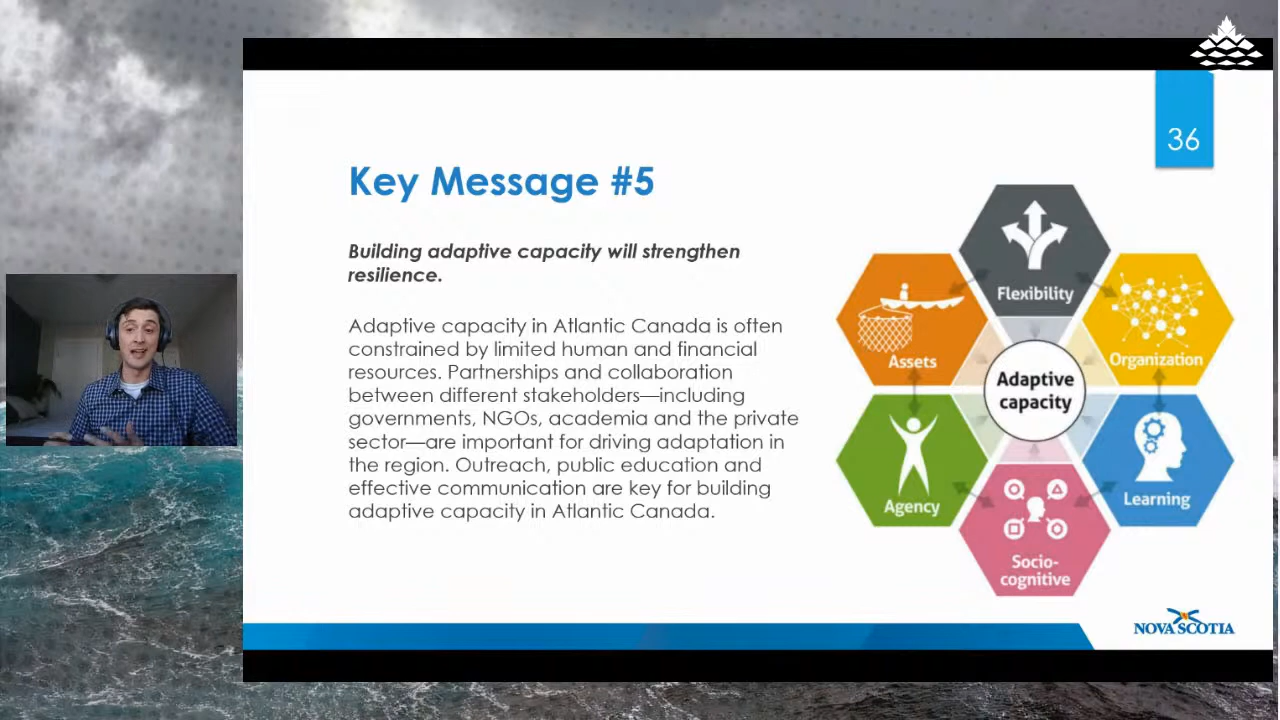 36
Key Message #5
Building adaptive capacity will strengthen
resilience.
Adaptive capacity in Atlantic Canada is often
constrained by limited human and financial
resources. Partnerships and collaboration
between different stakeholders—including
governments, NGOs, academia and the private
sector—are important for driving adaptation in
the region. Outreach, public education and
effective communication are key for building
adaptive capacity in Atlantic Canada.
Flexibility
Assets
Organization
Adaptive
capacity
Agency
Learning
Socio-
cognitive
NOVA SCOTIA